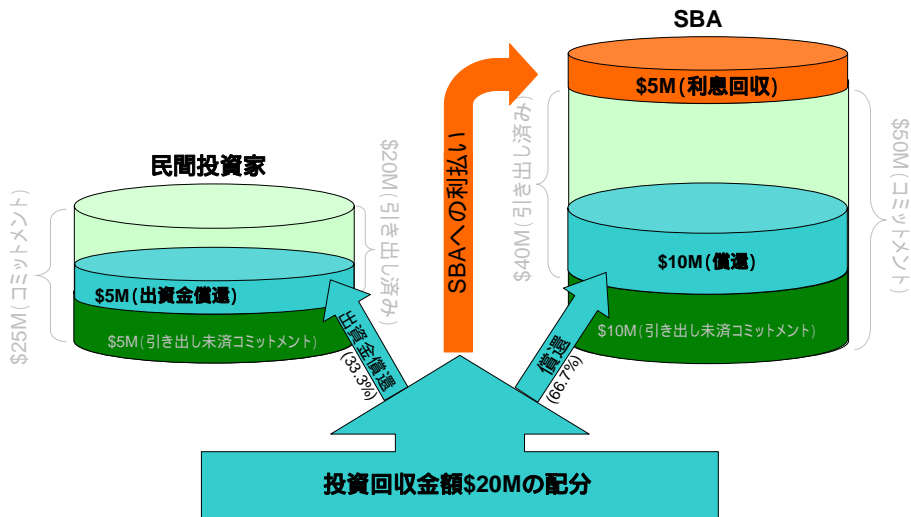 SBA
$5M(利息回収)
民間投資家
$25M(コミットメント)
$20M(引き出し済み)
SBAへの利払い
$40M(引き出し済み)
$50M(コミットメント)
$5M(出資金償還)
$10M(償還)
$5M(引き出し未済コミットメント)
$10M(引き出し未済コミットメント)
出資金償還
(33.3%)
償還
(66.7%)
投資回収金額$20Mの配分